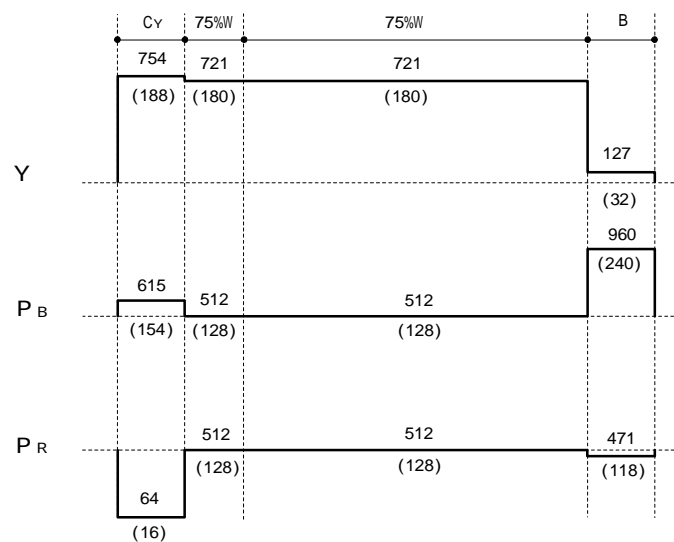 CY 75%W 75%W B
754 721 721
(188) (180) (180)
127
Y
(32)
960
(240)
615 512 512
PB
(154) (128) (128)
512 512 471
PR
(128) (128) (118)
64
(16)